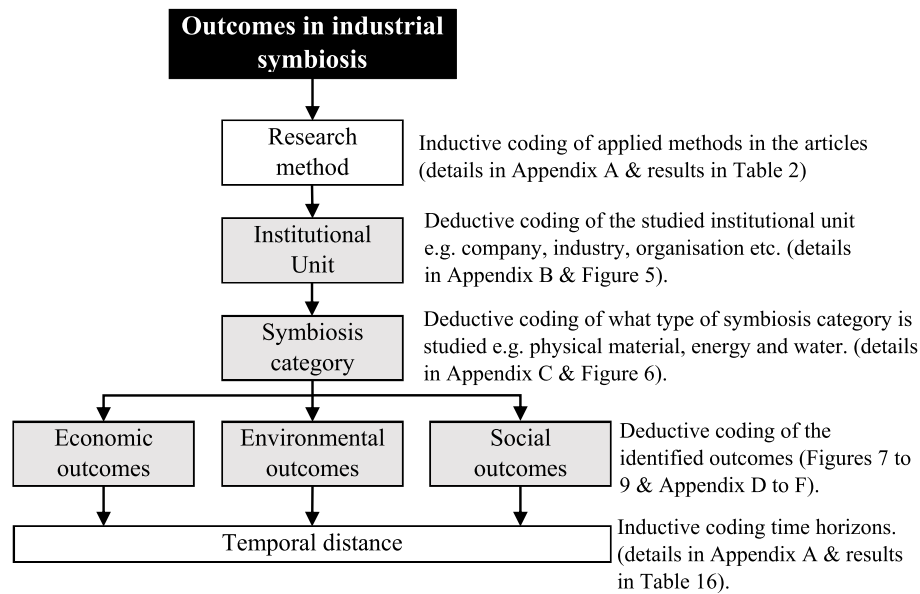 Outcomes in industrial
symbiosis
Research
method
Inductive coding of applied methods in the articles
(details in Appendix A & results in Table 2)
Institutional
Unit
Deductive coding of the studied institutional unit
e.g. company, industry, organisation etc. (details
in Appendix B & Figure 5).
Symbiosis
category
Deductive coding of what type of symbiosis category is
studied e.g. physical material, energy and water. (details
in Appendix C & Figure 6).
Economic
outcomes
Environmental
outcomes
Social
outcomes
Deductive coding of the
identified outcomes (Figures 7 to
9 & Appendix D to F).
Temporal distance
Inductive coding time horizons.
(details in Appendix A & results
in Table 16).